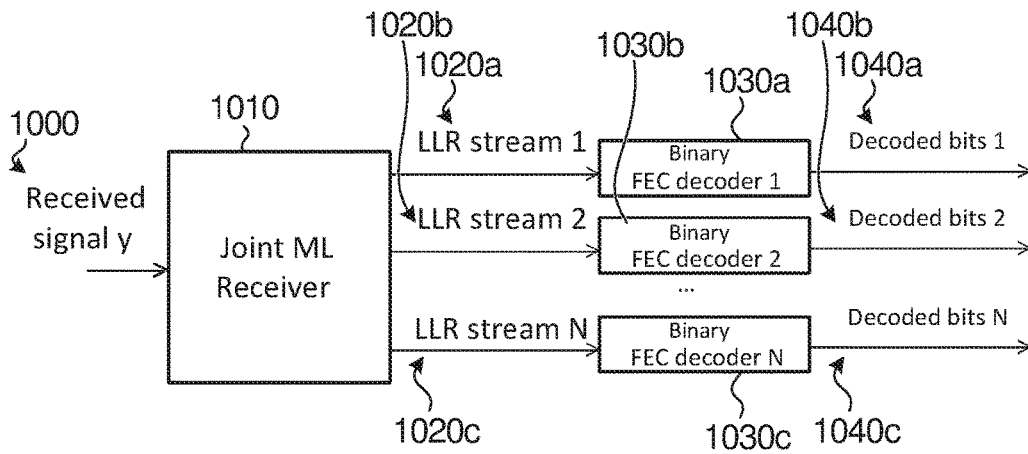 1020b
1020a
1030b
1040b
1040a
1030a
1010
1000
LLR stream 1
Binary
FEC decoder 1
Decoded bits 1
Received
signal y
LLR stream 2
Binary
FEC decoder 2
Decoded bits 2
Joint ML
Receiver
...
LLR stream N
Binary
FEC decoder N
Decoded bits N
1020c
1030c
1040c